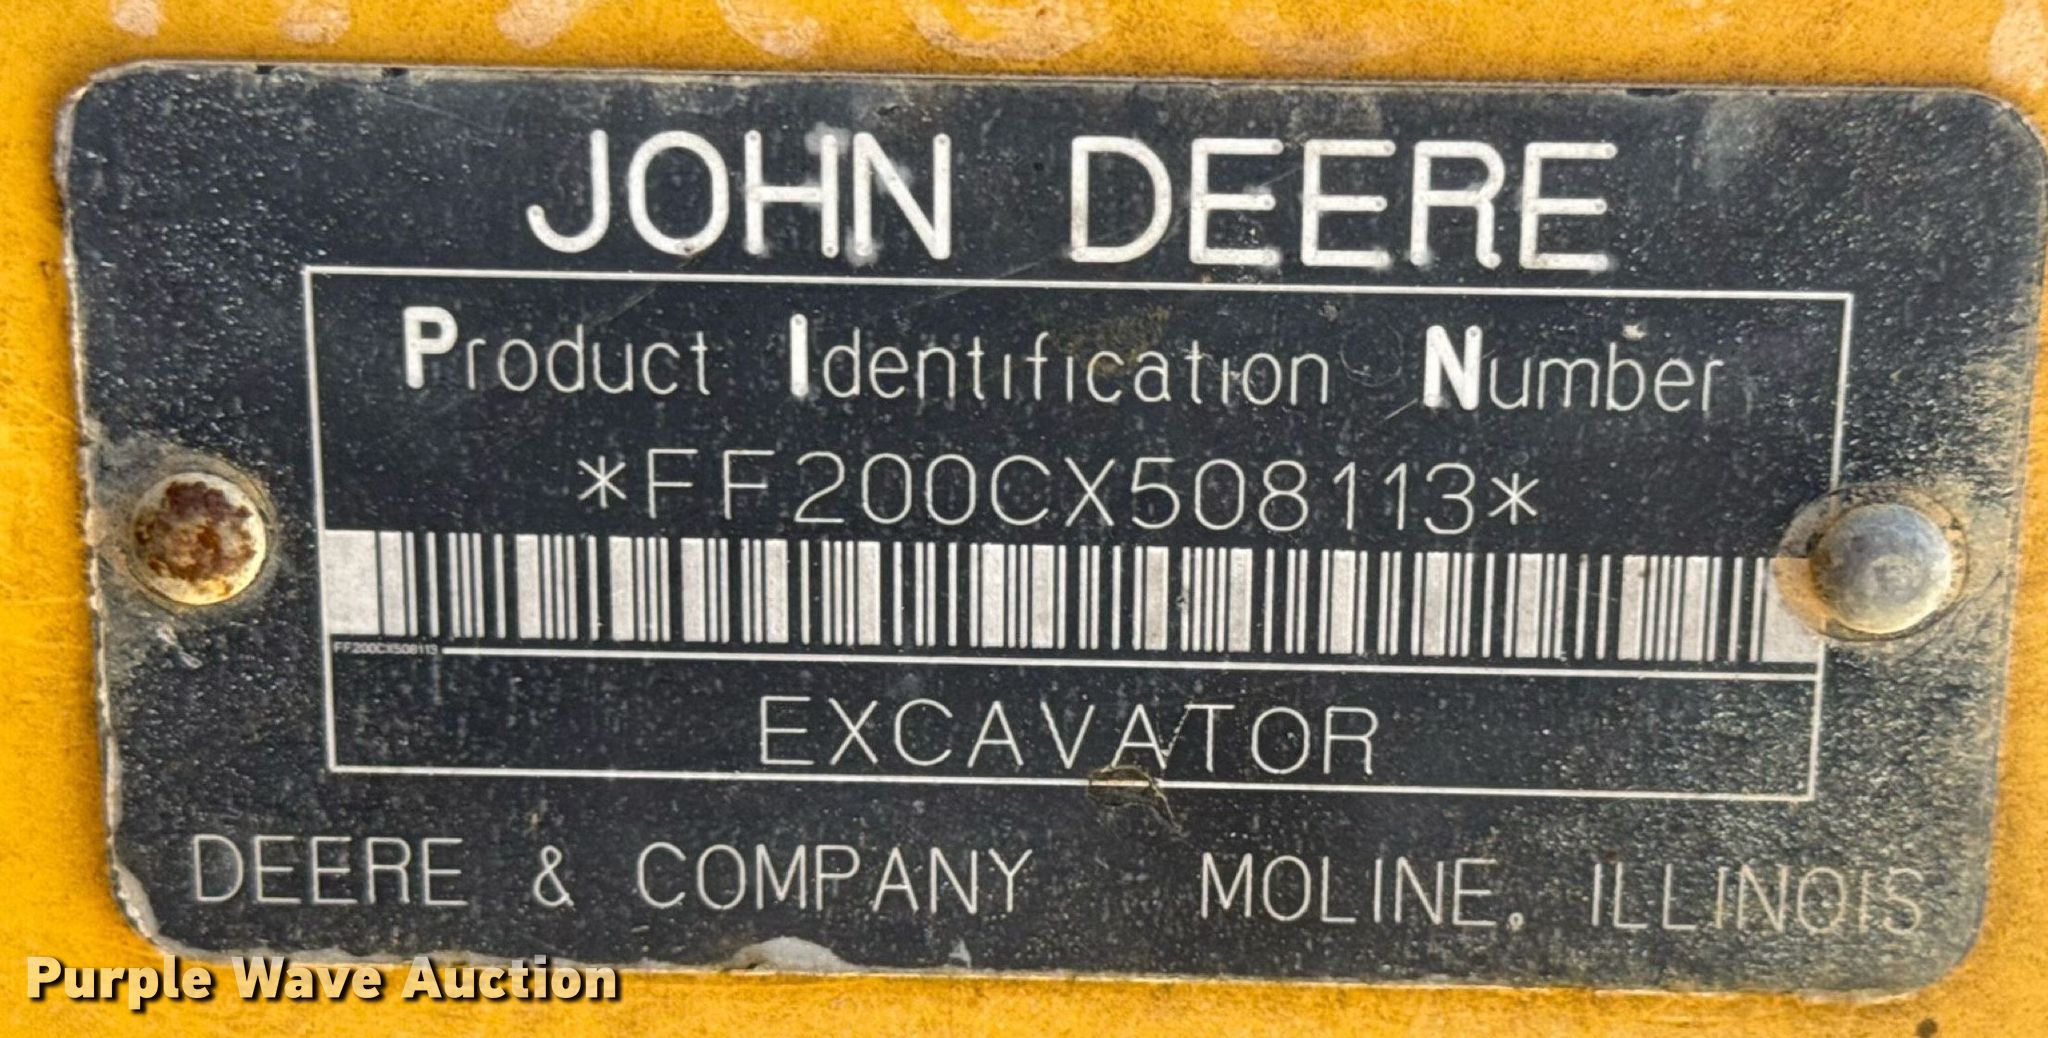 JOHN DEERE
Product Identification Number
*FF200CX508113*
FF200CX508113
EXCAVATOR
DEERE & COMPANY MOLINE, ILLINOIS
Purple Wave Auction